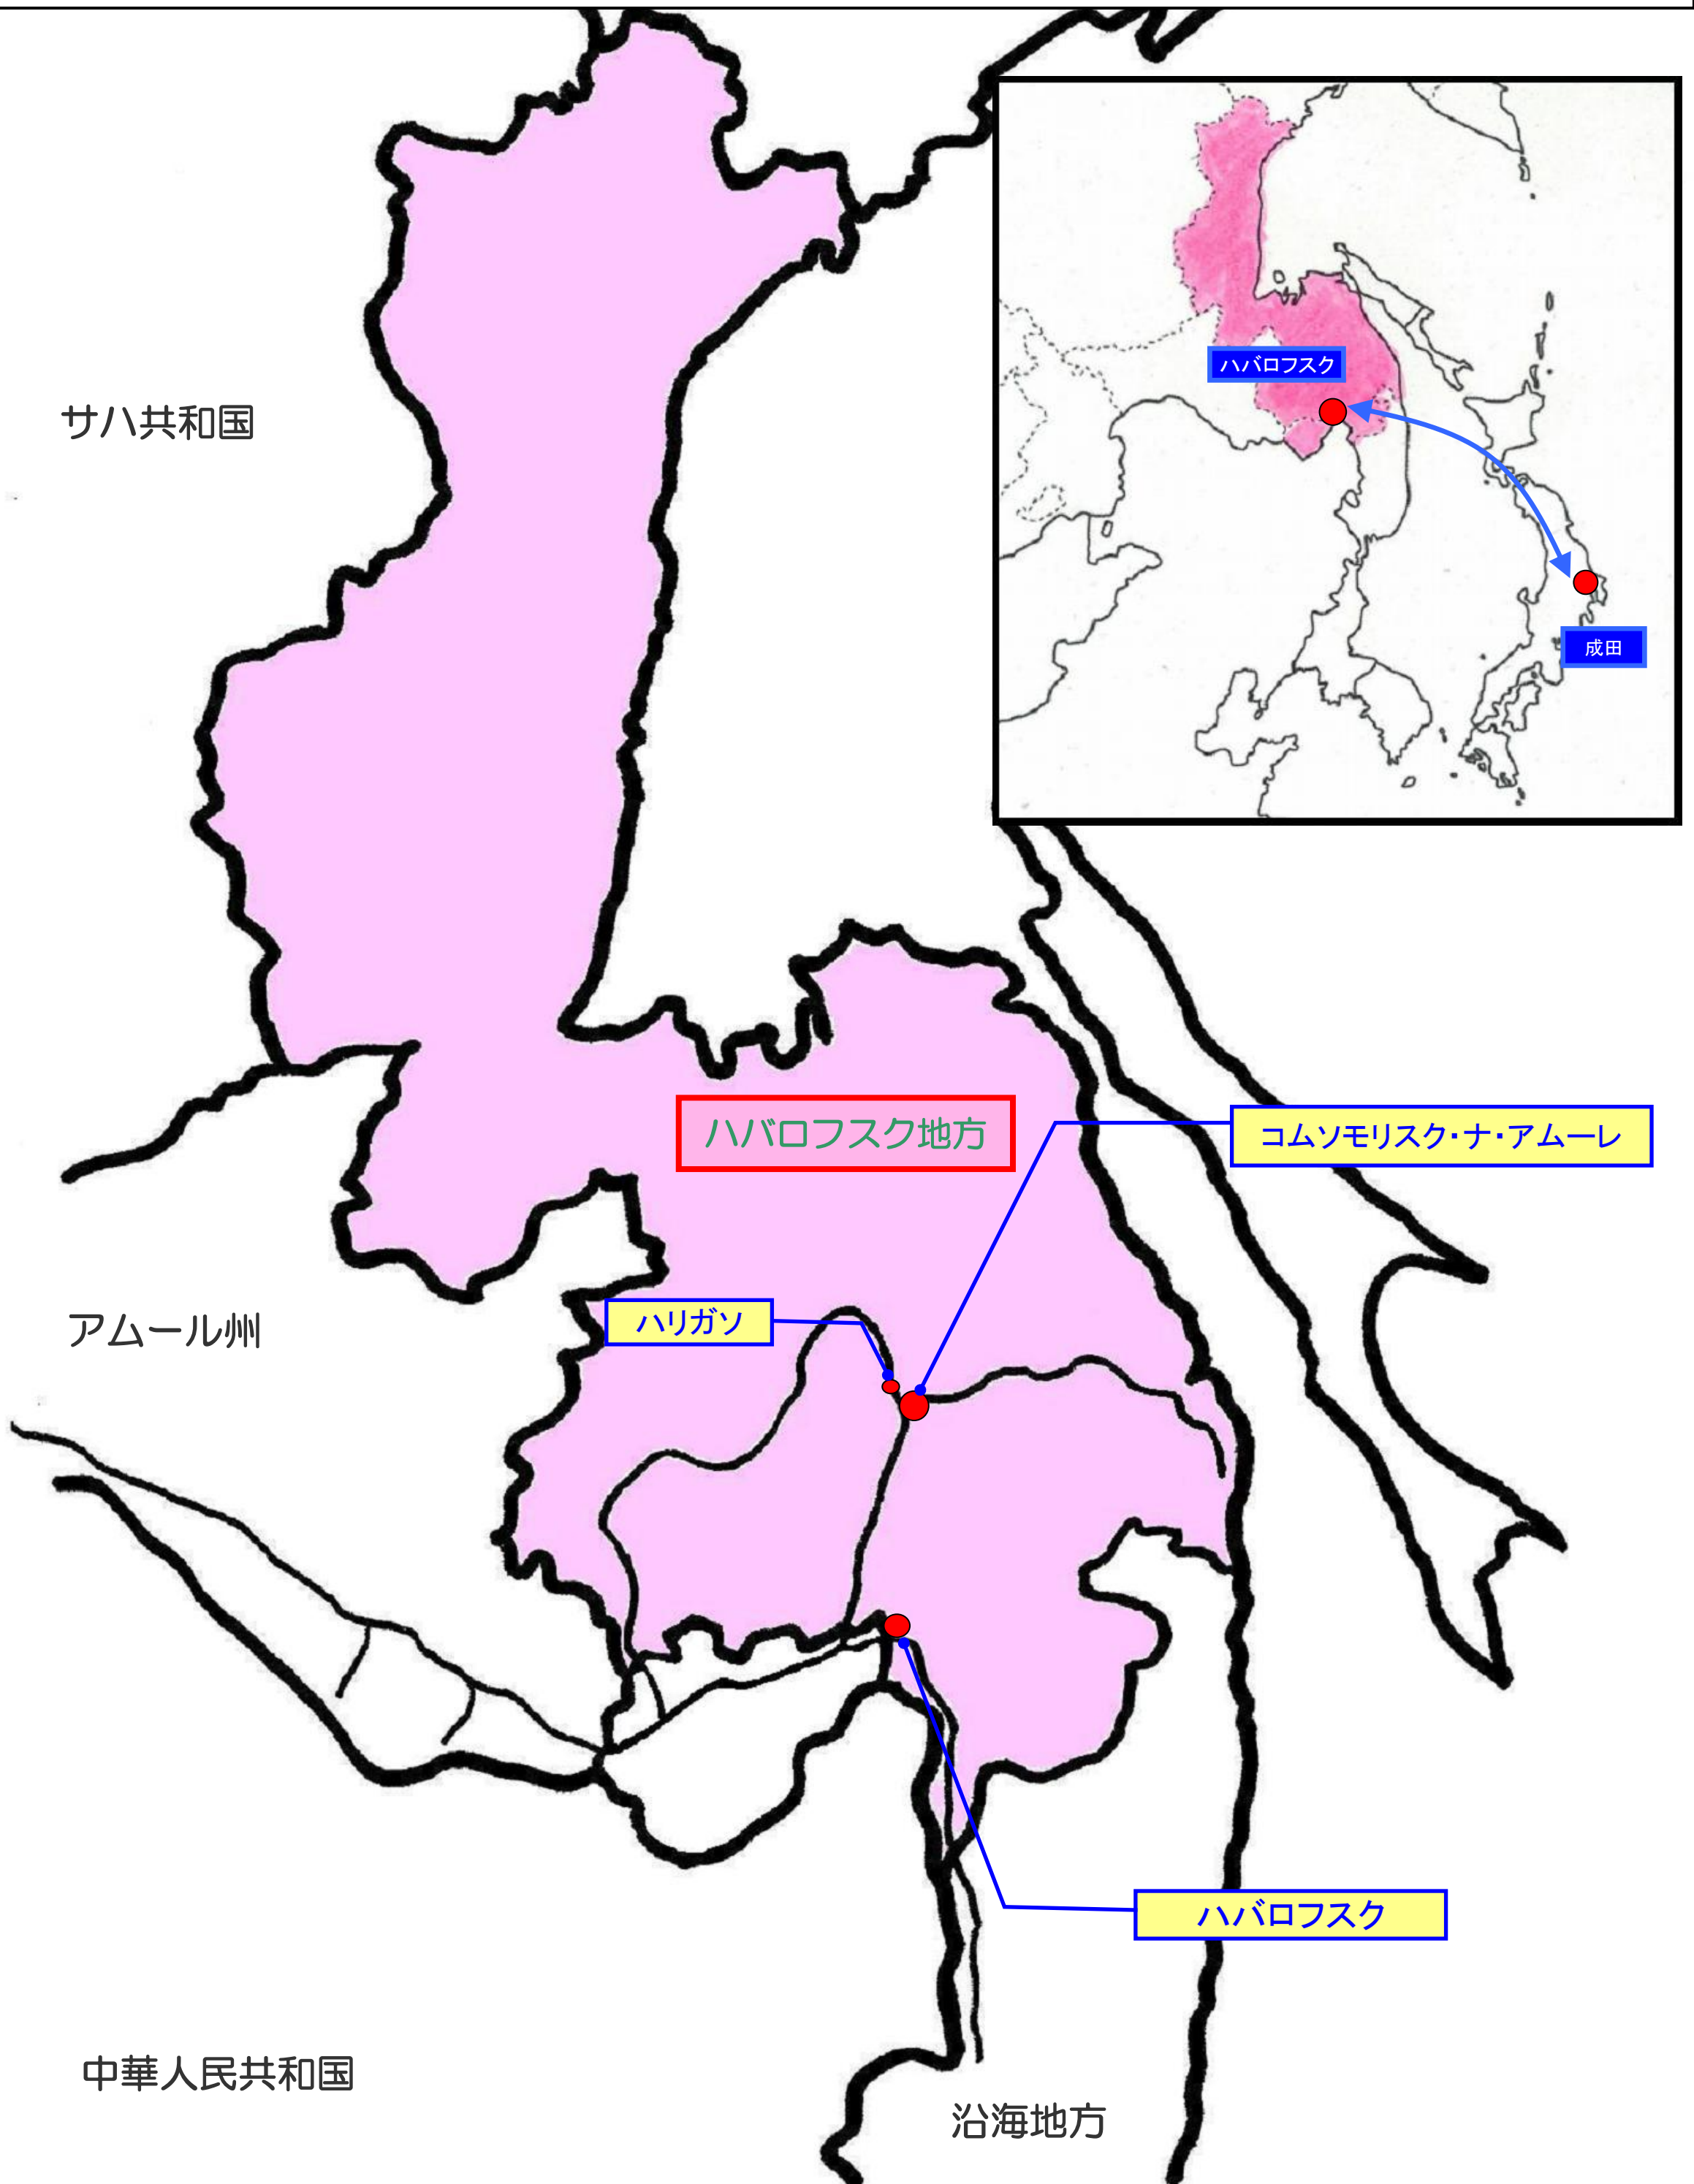 ハバロフスク
成田
サハ共和国
ハバロフスク地方
コムソモリスク・ナ・アムーレ
ハリガソ
アムール州
ハバロフスク
中華人民共和国
沿海地方